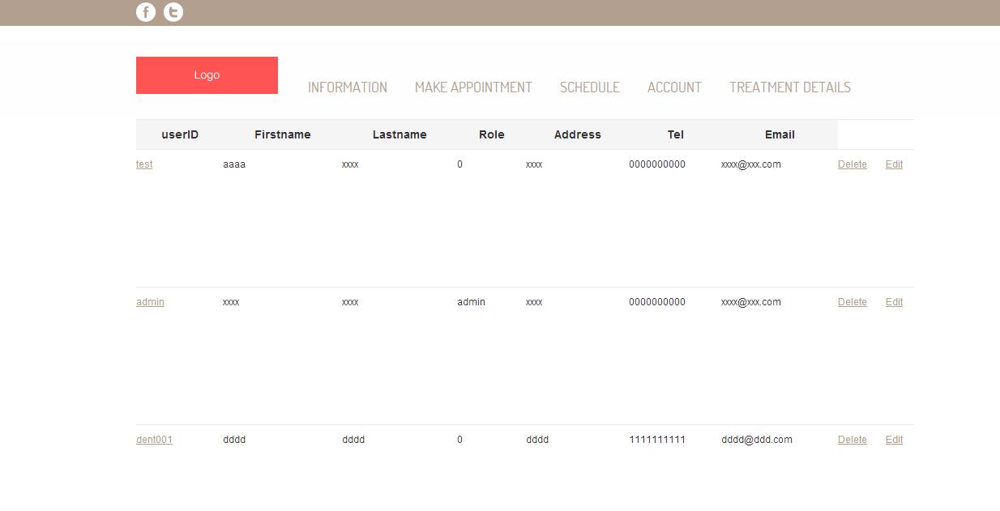 Logo
INFORMATION MAKE APPOINTMENT SCHEDULE ACCOUNT TREATMENT DETAILS
userID Firstname Lastname Role Address Tel Email
test aaaa xxxx 0 xxxx 0000000000 xxxx@xxx.com Delete Edit
admin xxxx xxxx admin xxxx 0000000000 xxxx@xxx.com Delete Edit
dent001 dddd dddd 0 dddd 1111111111 dddd@ddd.com Delete Edit